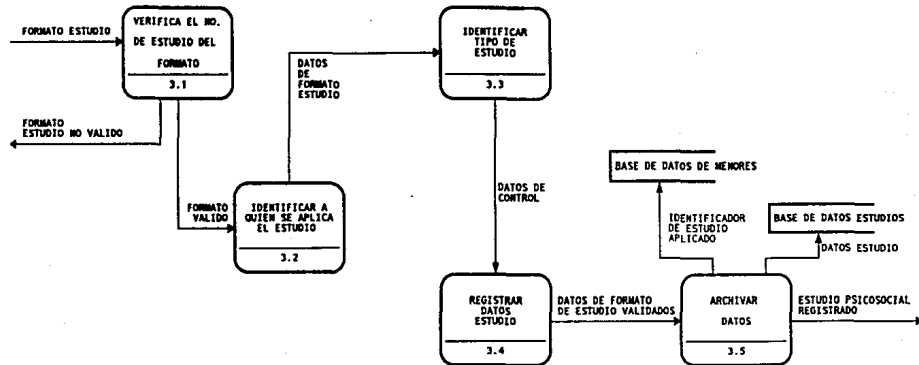 FORMATO ESTUDIO
VERIFICA EL NO.
DE ESTUDIO DEL
FORMATO
3.1
FORMATO
ESTUDIO NO VALIDO
FORMATO
VALIDO
IDENTIFICAR A
QUIEN SE APLICA
EL ESTUDIO
3.2
DATOS
DE
FORMATO
ESTUDIO
IDENTIFICAR
TIPO DE
ESTUDIO
3.3
DATOS DE
CONTROL
REGISTRAR
DATOS
ESTUDIO
3.4
DATOS DE FORMATO
DE ESTUDIO VALIDADOS
BASE DE DATOS DE MENORES
IDENTIFICADOR
DE ESTUDIO
APLICADO
BASE DE DATOS ESTUDIOS
DATOS ESTUDIO
ARCHIVAR
DATOS
3.5
ESTUDIO PSICOSOCIAL
REGISTRADO